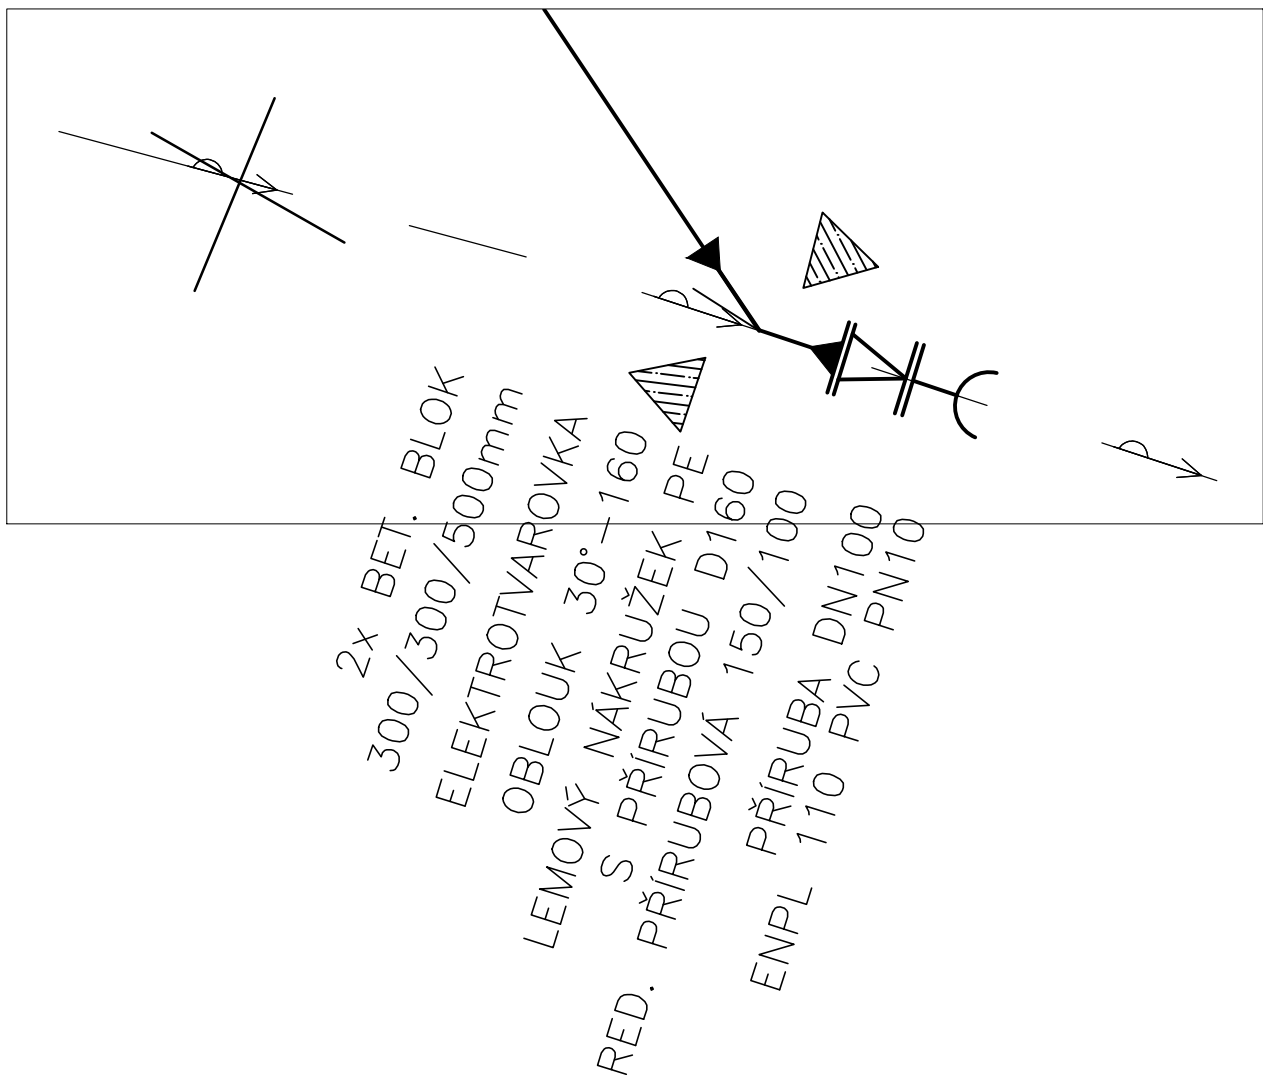 2x BET. BLOK
300/300/500mm
ELEKTROTVAROVKA
OBLOUK 30°—160
LEMOVÝ NÁKRUŽEK PE
S PŘÍRUBOU D160
RED. PŘÍRUBOVÁ 150/100
PŘÍRUBA DN100
ENPL 110 PVC PN10